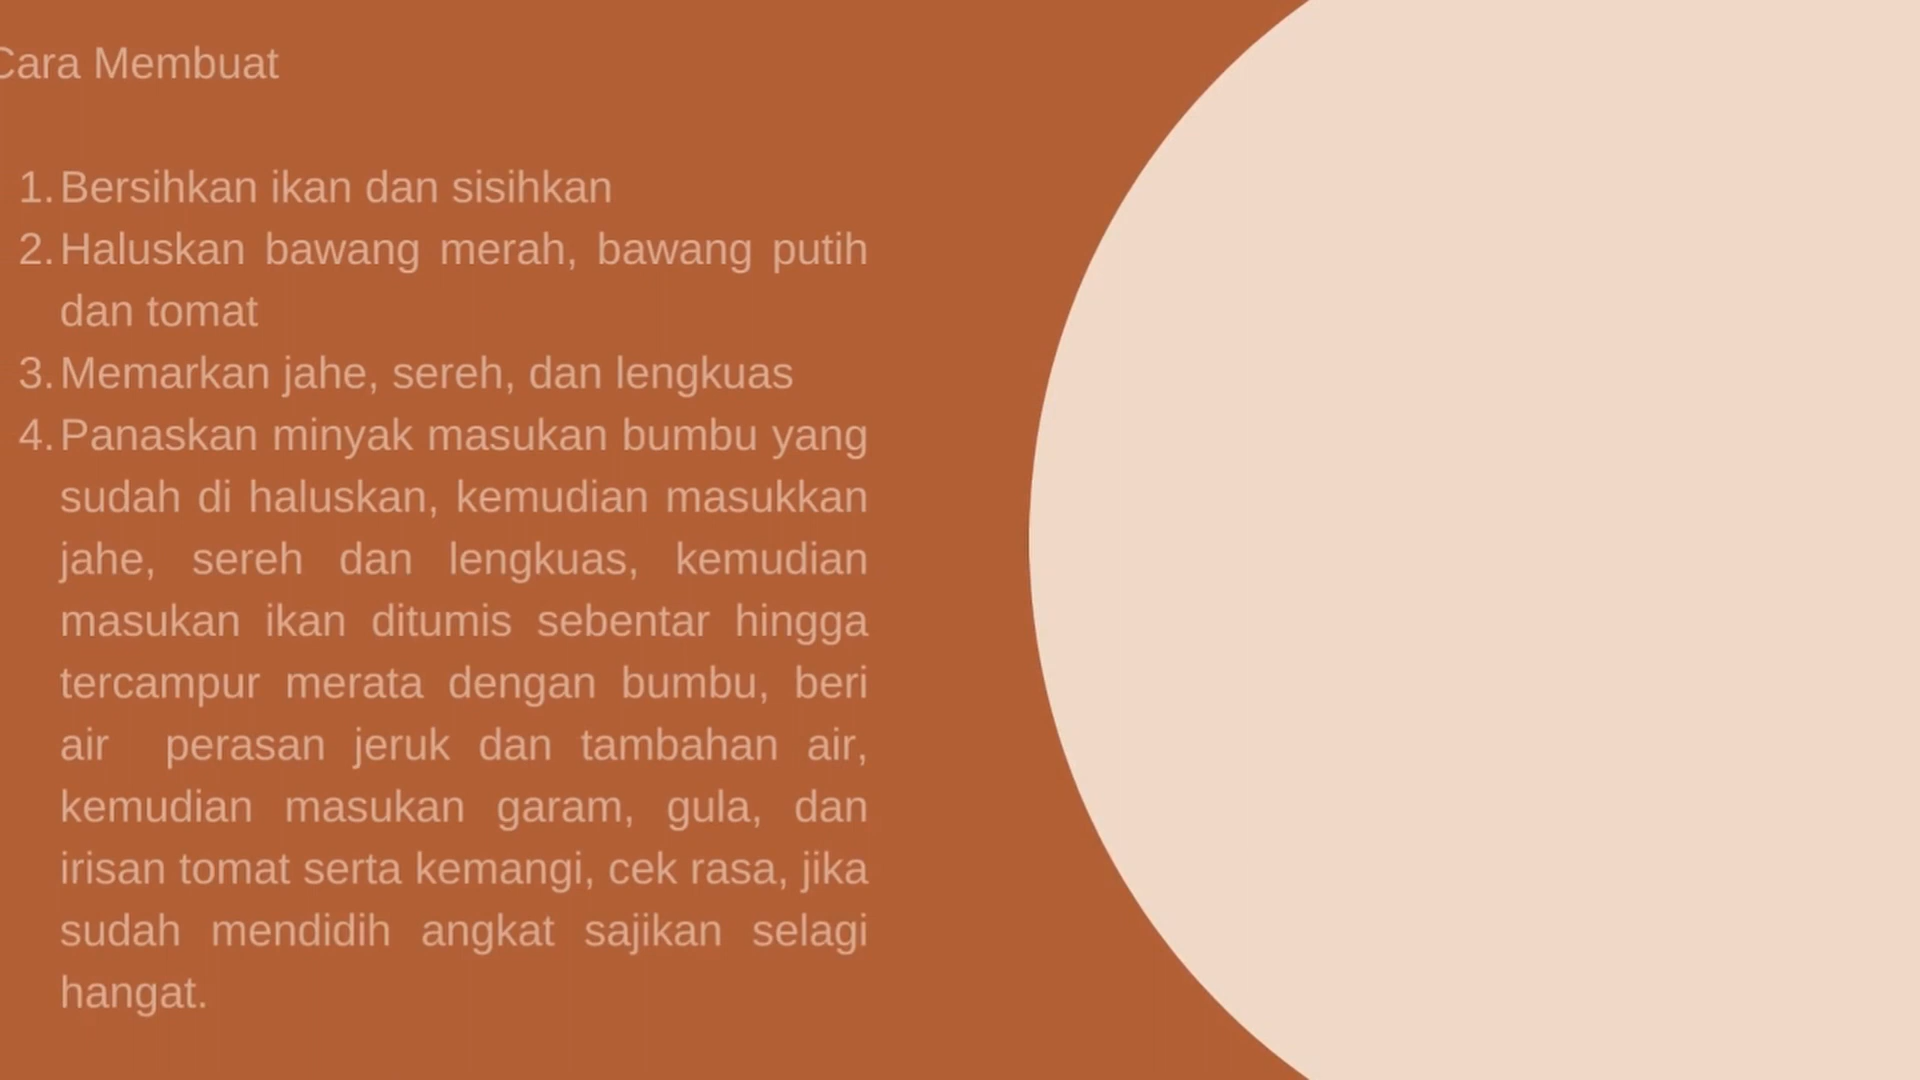 Cara Membuat
1. Bersihkan ikan dan sisihkan
2. Haluskan bawang merah, bawang putih
dan tomat
3. Memarkan jahe, sereh, dan lengkuas
4. Panaskan minyak masukan bumbu yang
sudah di haluskan, kemudian masukkan
jahe, sereh dan lengkuas, kemudian
masukan ikan ditumis sebentar hingga
tercampur merata dengan bumbu, beri
air perasan jeruk dan tambahan air,
kemudian masukan garam, gula, dan
irisan tomat serta kemangi, cek rasa, jika
sudah mendidih angkat sajikan selagi
hangat.